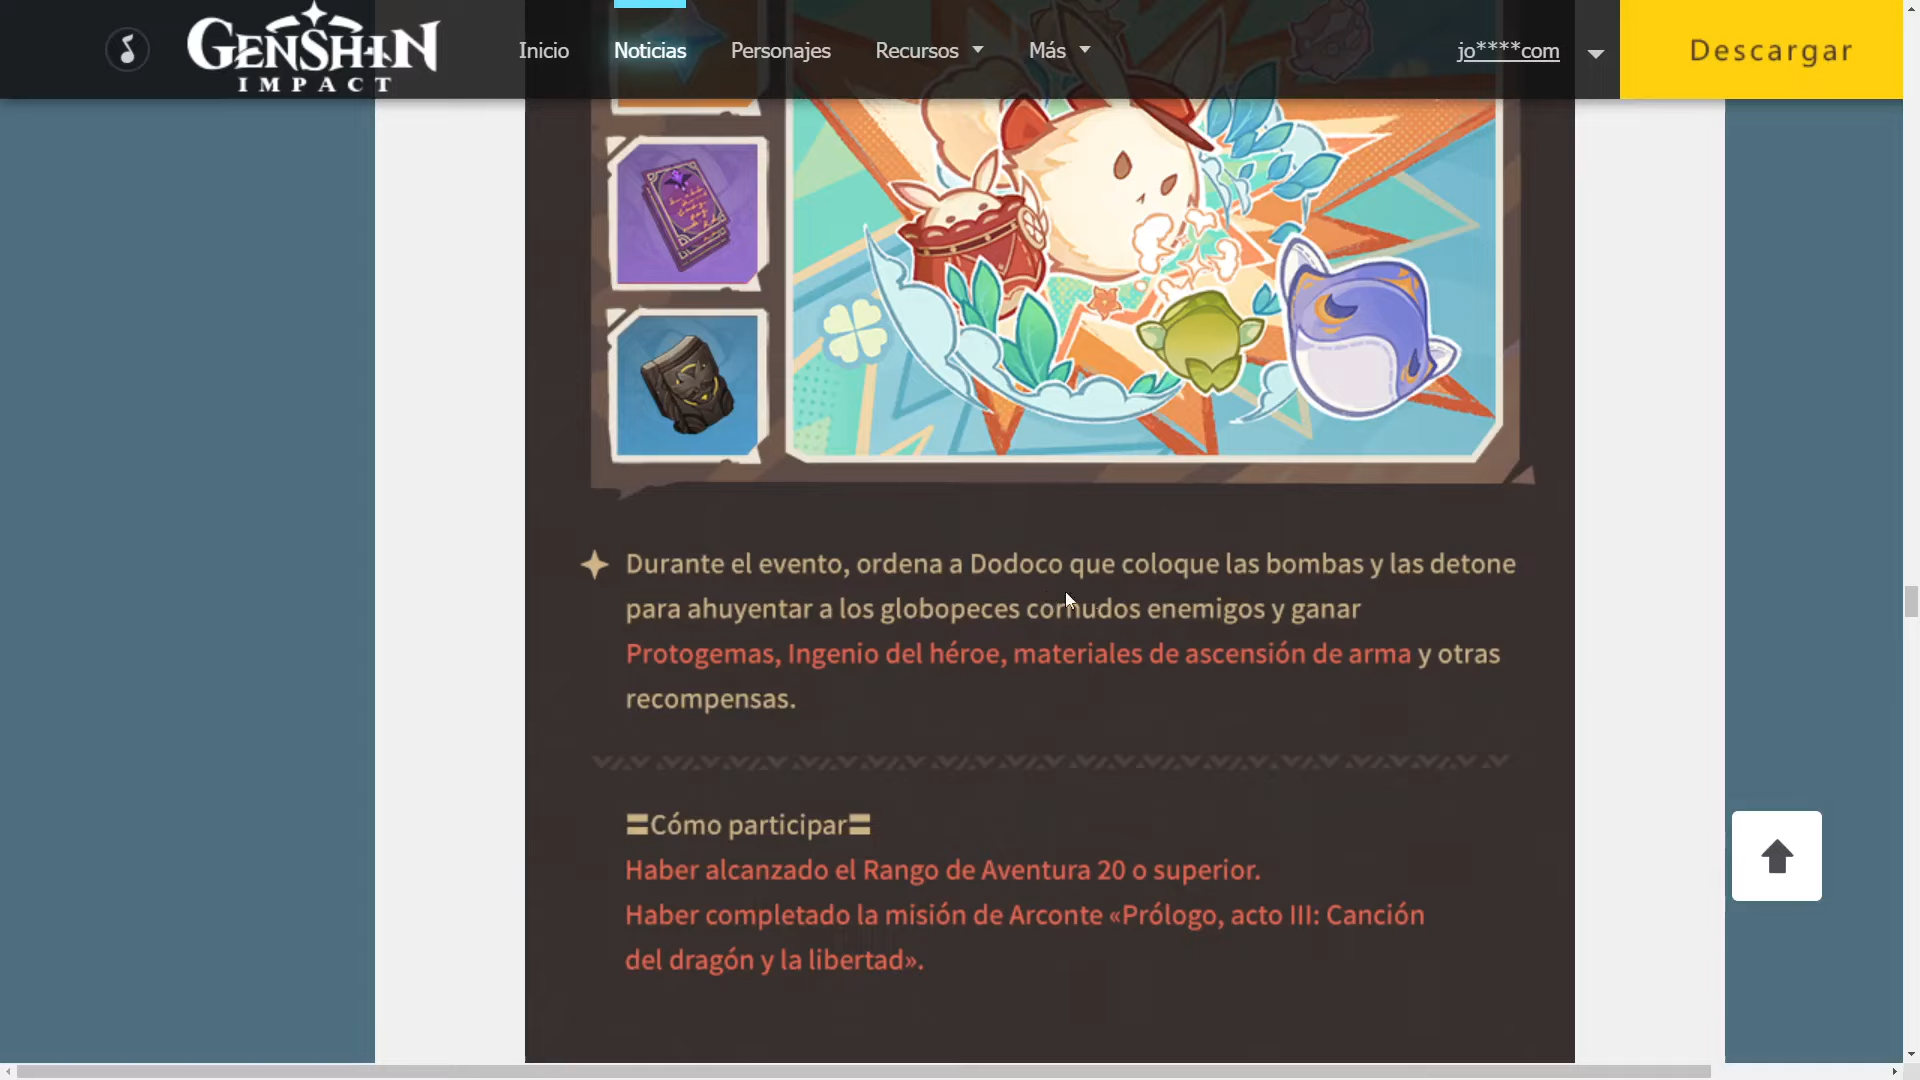 GENSHIN
IMPACT
Inicio
Noticias
Personajes
Recursos
Más
jo****com
Descargar
Durante el evento, ordena a Dodoco que coloque las bombas y las detone
para ahuyentar a los globopeces cornudos enemigos y ganar
Protogemas, Ingenio del héroe, materiales de ascensión de arma y otras
recompensas.
〓Cómo participar〓
Haber alcanzado el Rango de Aventura 20 o superior.
Haber completado la misión de Arconte «Prólogo, acto III: Canción
del dragón y la libertad».